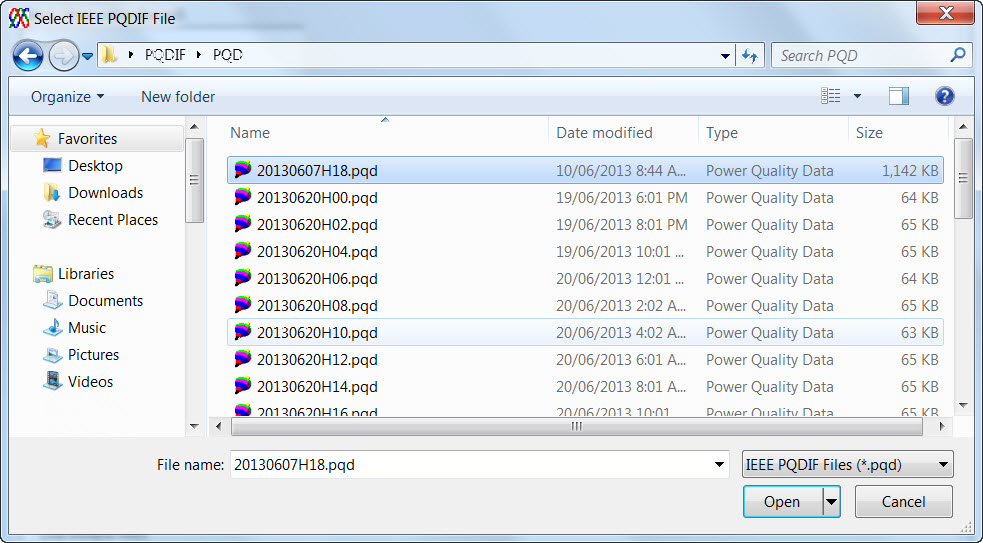 Select IEEE PQDIF File
PQDIF PQD
Search PQD
Organize New folder
Name Date modified Type Size
Favorites
Desktop
Downloads
Recent Places
Libraries
Documents
Music
Pictures
Videos
20130607H18.pqd 10/06/2013 8:44 A... Power Quality Data 1,142 KB
20130620H00.pqd 19/06/2013 6:01 PM Power Quality Data 64 KB
20130620H02.pqd 19/06/2013 8:01 PM Power Quality Data 65 KB
20130620H04.pqd 19/06/2013 10:01 ... Power Quality Data 65 KB
20130620H06.pqd 20/06/2013 12:01 ... Power Quality Data 64 KB
20130620H08.pqd 20/06/2013 2:02 A... Power Quality Data 65 KB
20130620H10.pqd 20/06/2013 4:02 A... Power Quality Data 63 KB
20130620H12.pqd 20/06/2013 6:01 A... Power Quality Data 65 KB
20130620H14.pqd 20/06/2013 8:01 A... Power Quality Data 65 KB
20130620H16.pqd 20/06/2013 10:01 ... Power Quality Data 65 KB
File name: 20130607H18.pqd IEEE PQDIF Files (*.pqd)
Open Cancel